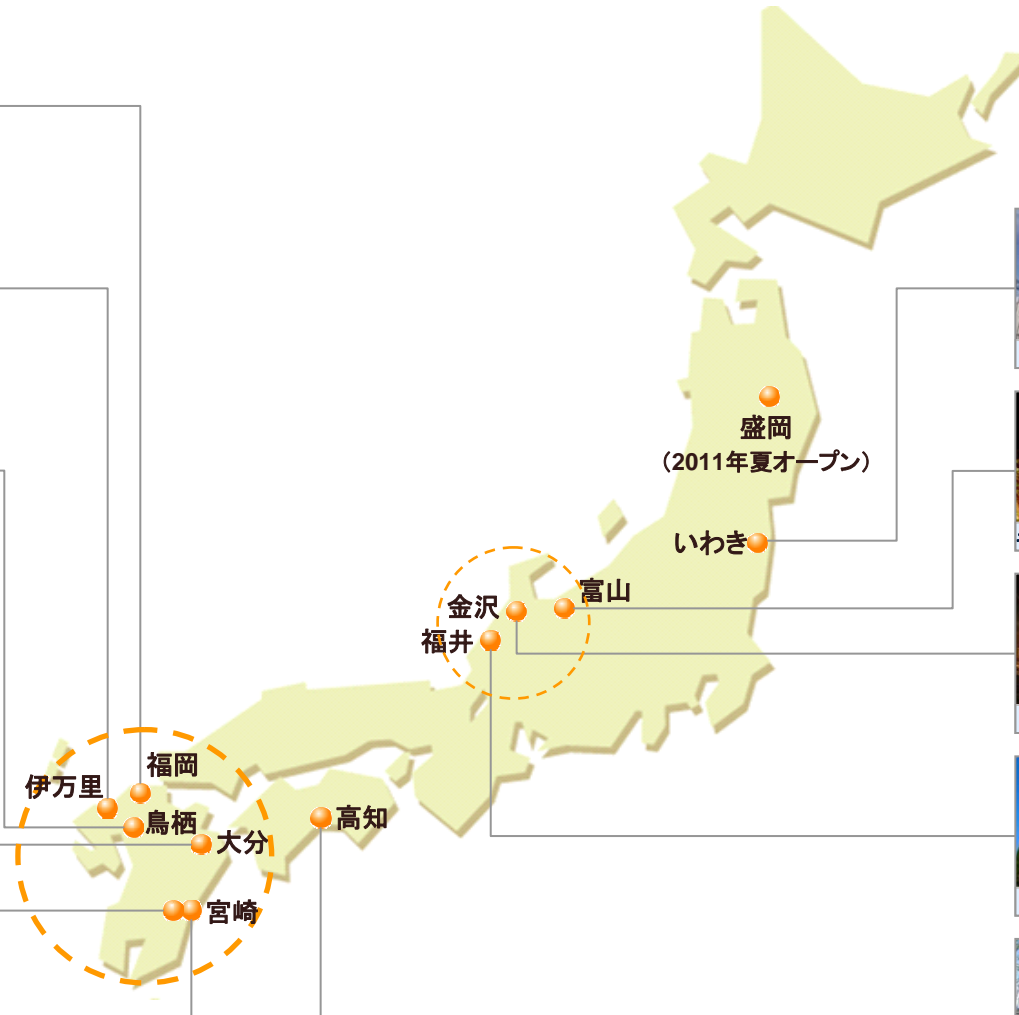 盛岡
（2011年夏オープン）
いわき
富山
金沢
福井
福岡
伊万里
鳥栖
高知
大分
宮崎